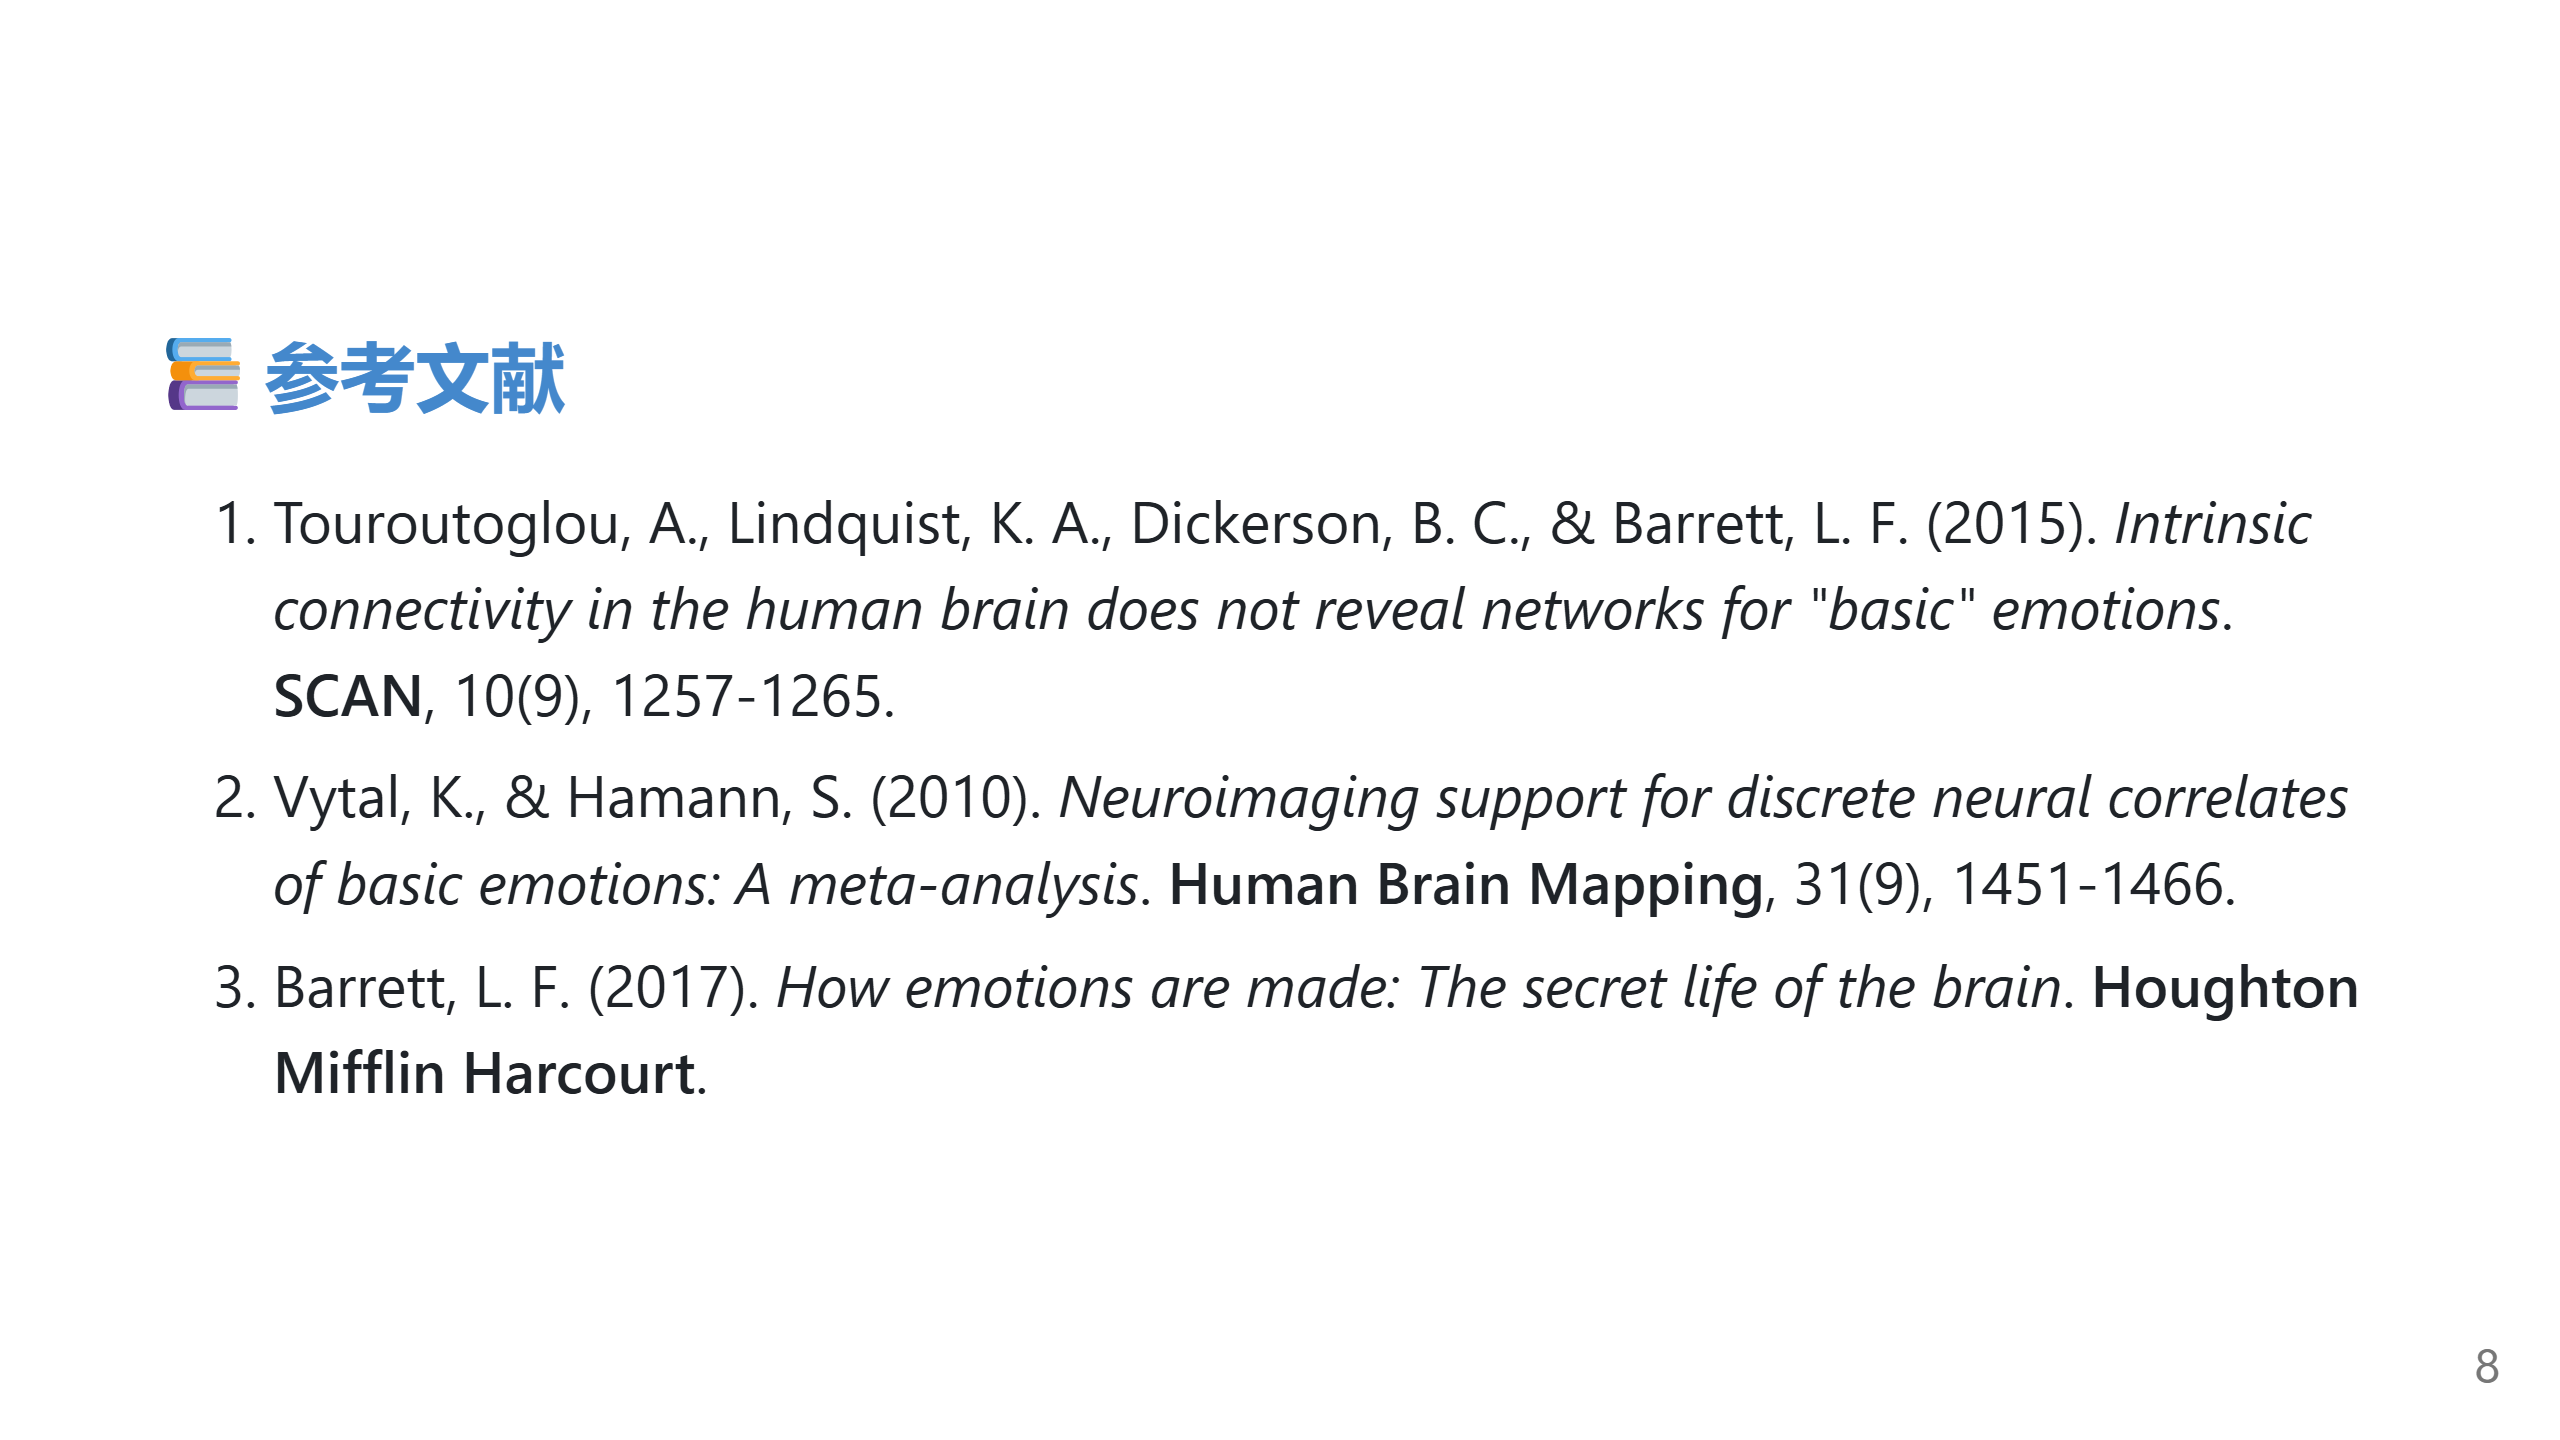 📚 参考文献
1. Touroutoglou, A., Lindquist, K. A., Dickerson, B. C., & Barrett, L. F. (2015). Intrinsic
connectivity in the human brain does not reveal networks for "basic" emotions.
SCAN, 10(9), 1257-1265.
2. Vytal, K., & Hamann, S. (2010). Neuroimaging support for discrete neural correlates
of basic emotions: A meta-analysis. Human Brain Mapping, 31(9), 1451-1466.
3. Barrett, L. F. (2017). How emotions are made: The secret life of the brain. Houghton
Mifflin Harcourt.
8